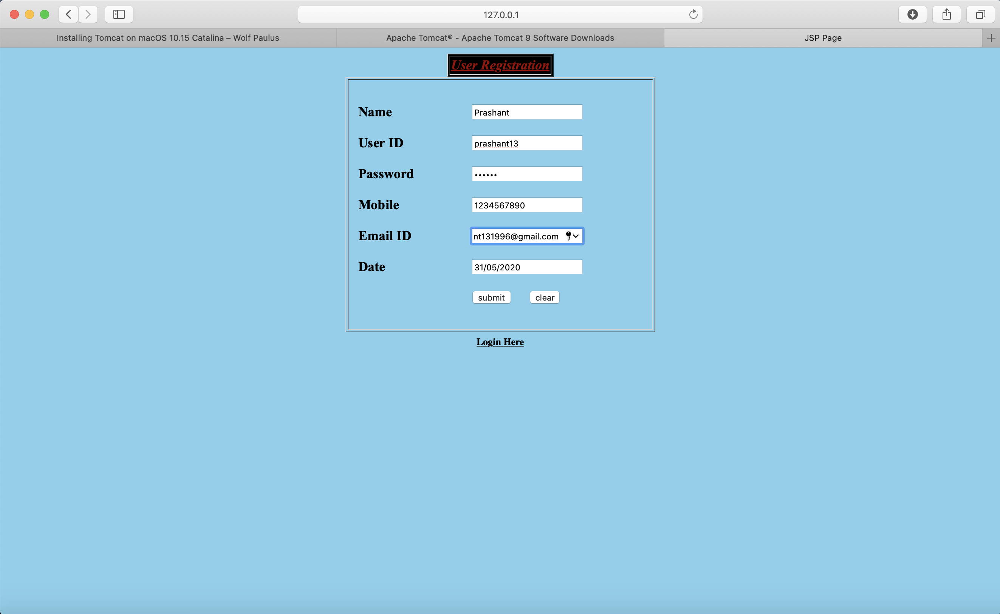 127.0.0.1
Installing Tomcat on macOS 10.15 Catalina – Wolf Paulus
Apache Tomcat® - Apache Tomcat 9 Software Downloads
JSP Page
User Registration
Name Prashant
User ID prashant13
Password ••••••
Mobile 1234567890
Email ID nt131996@gmail.com
Date 31/05/2020
submit clear
Login Here